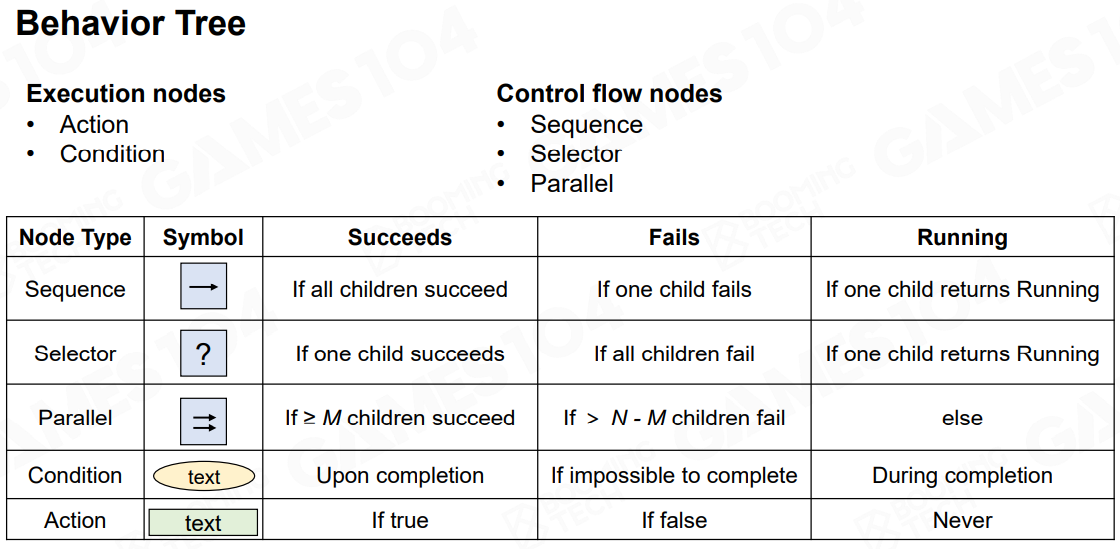 Behavior Tree
Execution nodes
• Action
• Condition
Control flow nodes
• Sequence
• Selector
• Parallel
Node Type Symbol Succeeds Fails Running
Sequence → If all children succeed If one child fails If one child returns Running
Selector ? If one child succeeds If all children fail If one child returns Running
Parallel ⇉ If ≥ M children succeed If > N - M children fail else
Condition text Upon completion If impossible to complete During completion
Action text If true If false Never
GAMES104
BOOMING TECH